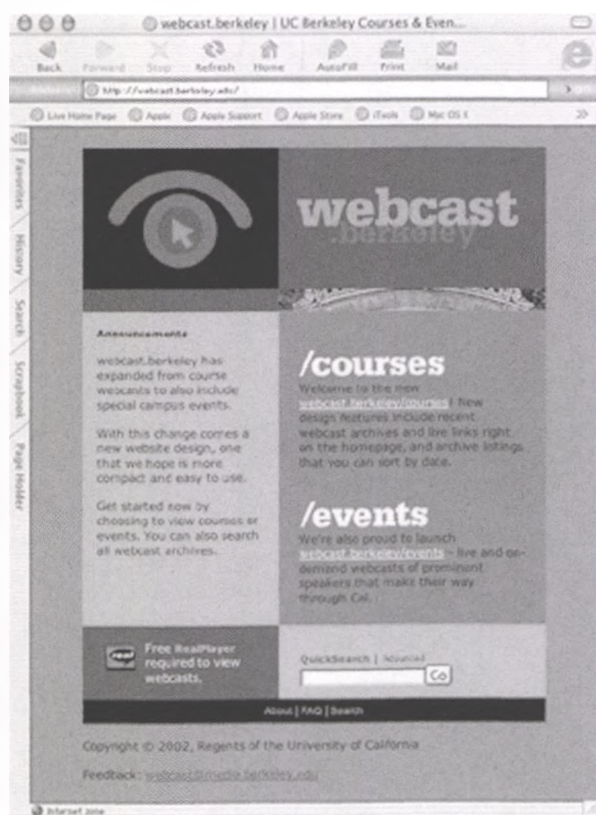 webcast.berkeley | UC Berkeley Courses & Even...
Back Forward Stop Refresh Home AutoFill Print Mail
http://webcast.berkeley.edu/
Live Home Page Apple Apple Support Apple Store iTools Mac OS X
Favorites
History
Search
Scrapbook
Page Holder
webcast
.berkeley
Announcements
webcast.berkeley has
expanded from course
webcasts to also include
special campus events.
With this change comes a
new website design, one
that we hope is more
compact and easy to use.
Get started now by
choosing to view courses or
events. You can also search
all webcast archives.
/courses
Welcome to the new
webcast.berkeley/courses! New
design features include recent
webcast archives and live links right
on the homepage, and archive listings
that you can sort by date.
/events
We're also proud to launch
webcast.berkeley/events - live and on-
demand webcasts of prominent
speakers that make their way
through Cal.
real
Free RealPlayer
required to view
webcasts.
QuickSearch | Advanced
Go
About | FAQ | Search
Copyright © 2002, Regents of the University of California
Feedback: webcast@media.berkeley.edu
Internet zone